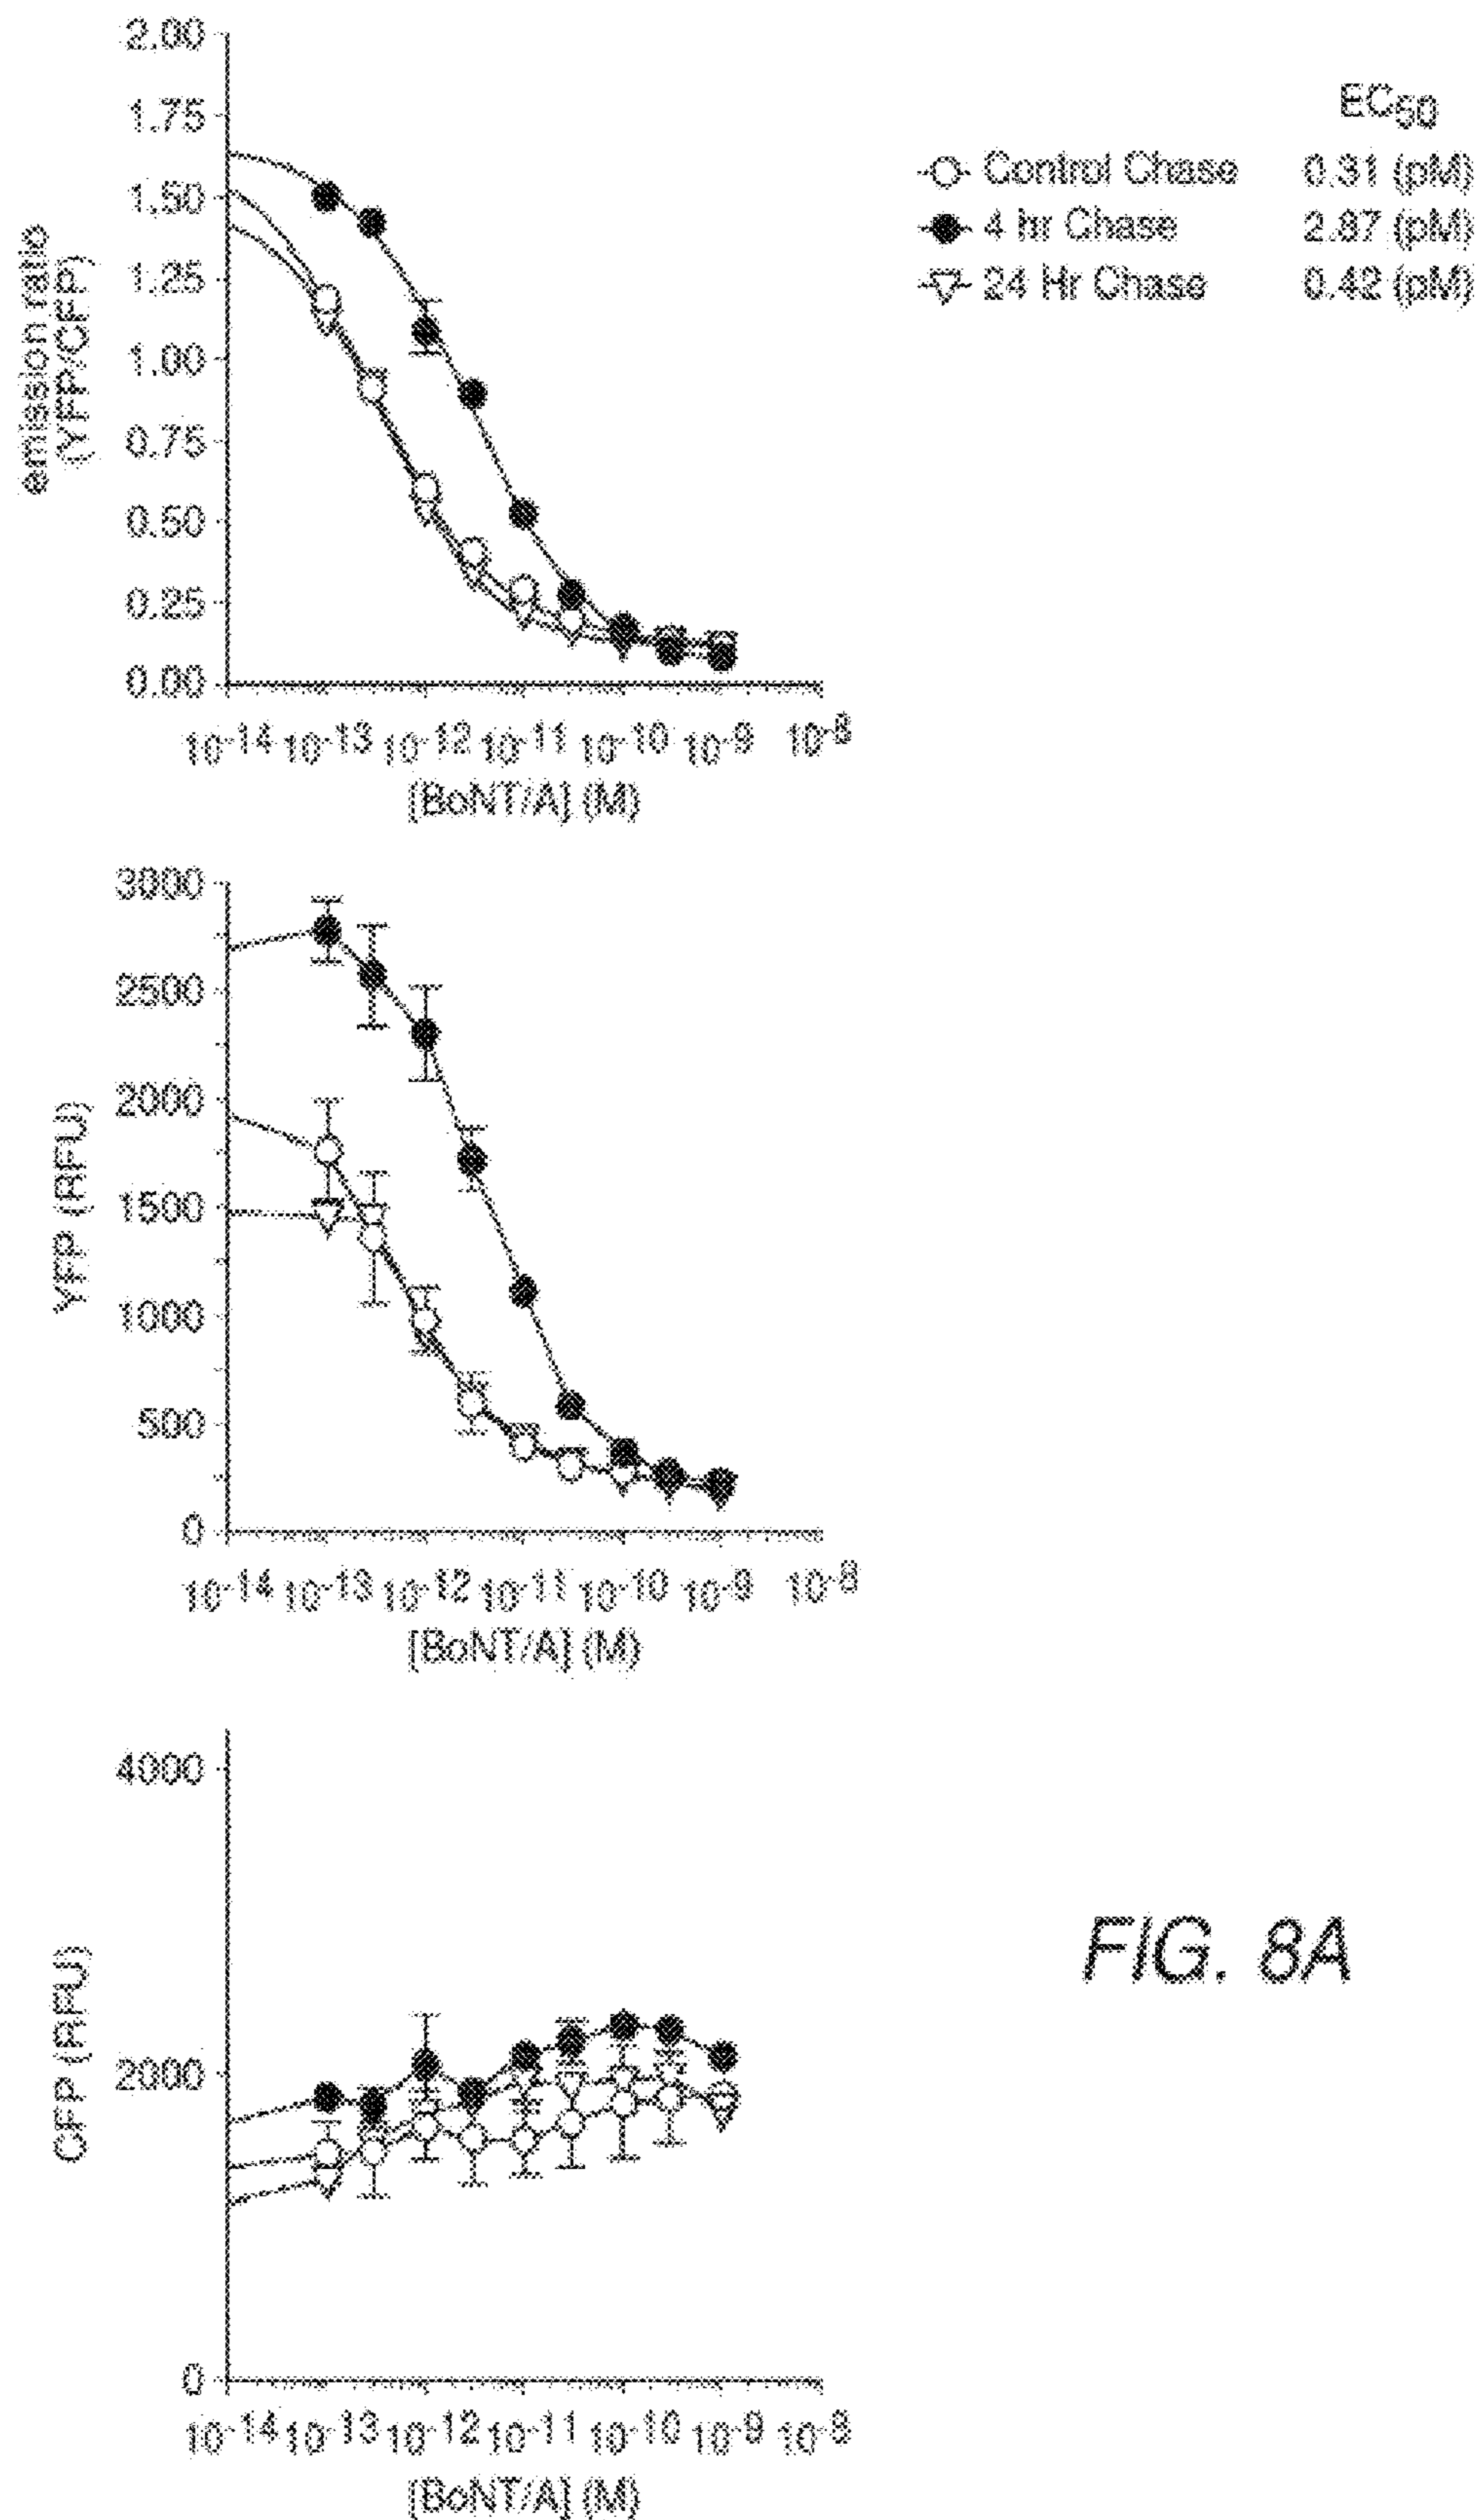 2.00
1.75
1.50
1.25
1.00
0.75
0.50
0.25
0.00
emission ratio
(YFP/CFP)
10-14 10-13 10-12 10-11 10-10 10-9 10-8
[BoNT/A] (M)
EC50
Control Chase 0.31 (pM)
4 hr Chase 2.87 (pM)
24 Hr Chase 0.42 (pM)
3000
2500
2000
1500
1000
500
0
YFP (RFU)
10-14 10-13 10-12 10-11 10-10 10-9 10-8
[BoNT/A] (M)
4000
2000
0
CFP (RFU)
10-14 10-13 10-12 10-11 10-10 10-9 10-8
[BoNT/A] (M)
FIG. 8A